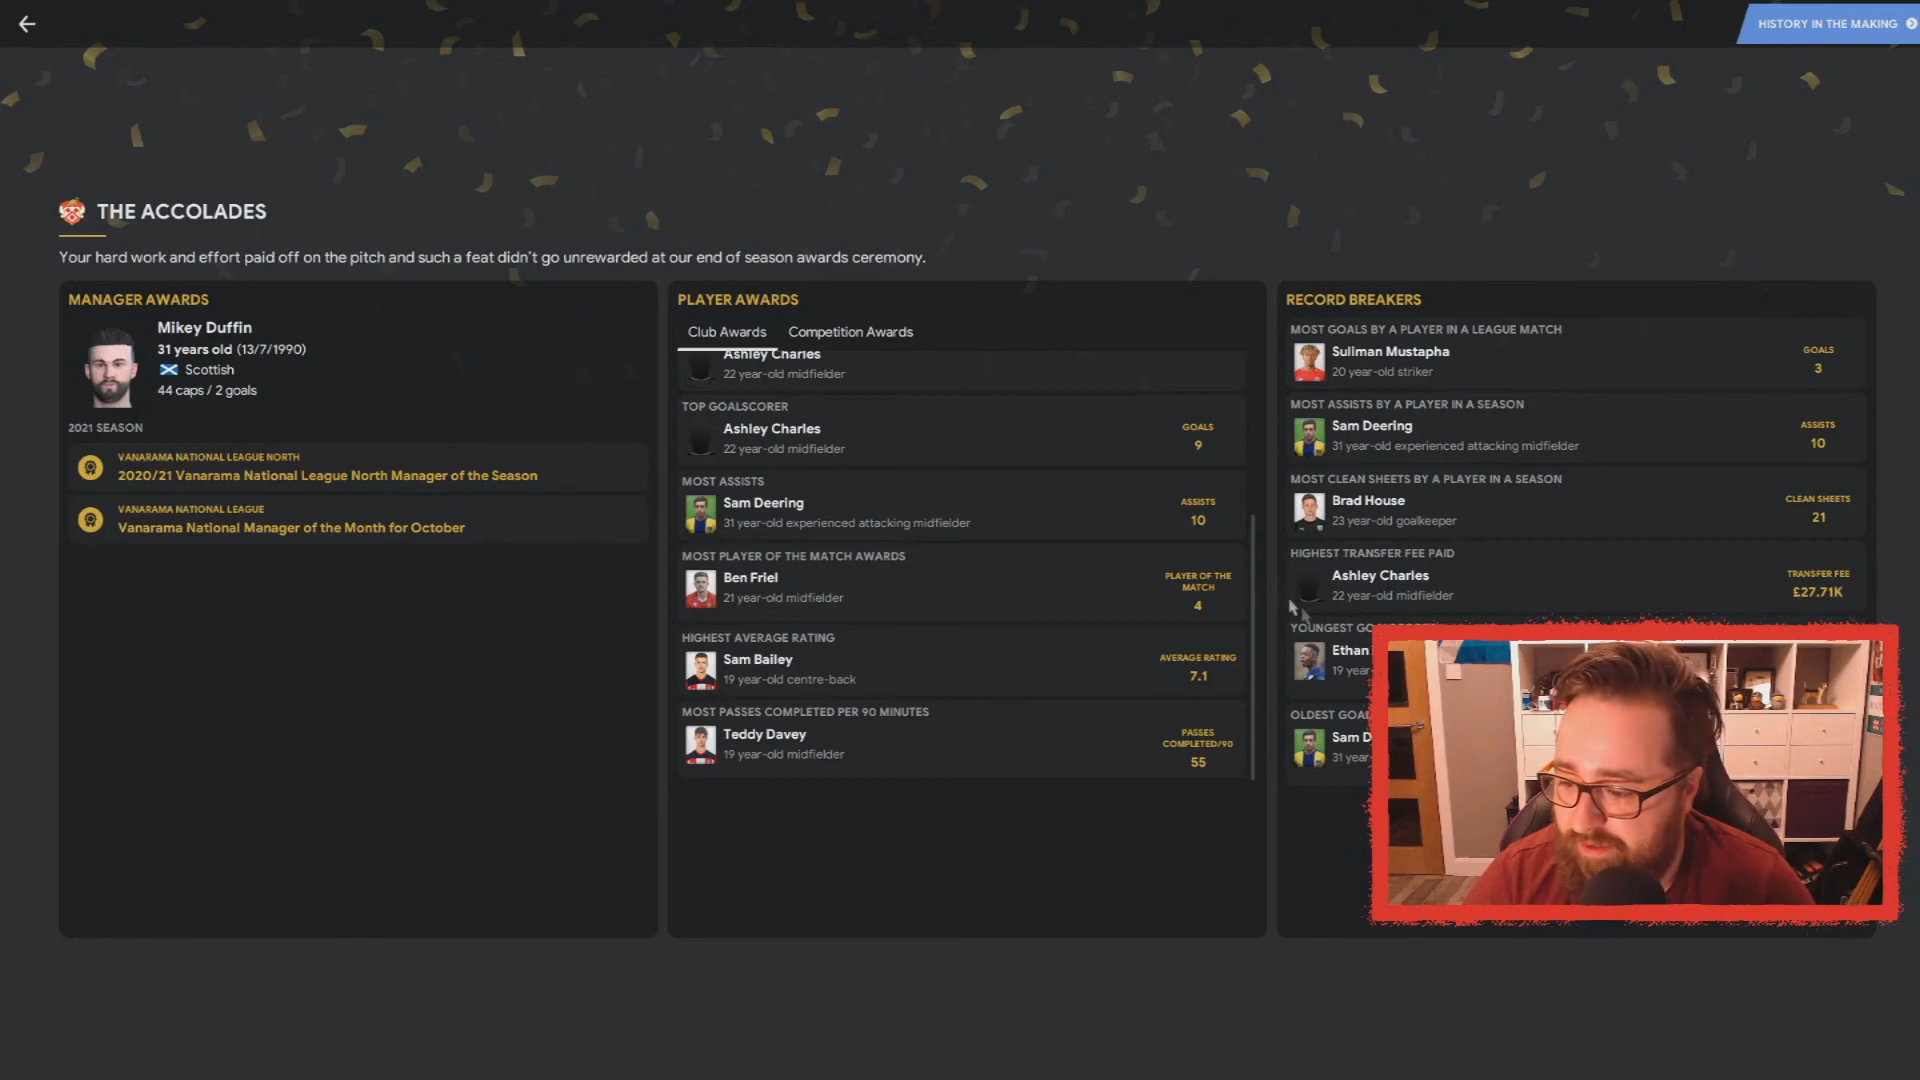 HISTORY IN THE MAKING
THE ACCOLADES
Your hard work and effort paid off on the pitch and such a feat didn't go unrewarded at our end of season awards ceremony.
MANAGER AWARDS
Mikey Duffin
31 years old (13/7/1990)
Scottish
44 caps / 2 goals
2021 SEASON
VANARAMA NATIONAL LEAGUE NORTH
2020/21 Vanarama National League North Manager of the Season
VANARAMA NATIONAL LEAGUE
Vanarama National Manager of the Month for October
PLAYER AWARDS
Club Awards Competition Awards
Ashley Charles
22 year-old midfielder
TOP GOALSCORER
Ashley Charles
22 year-old midfielder
GOALS
9
MOST ASSISTS
Sam Deering
31 year-old experienced attacking midfielder
ASSISTS
10
MOST PLAYER OF THE MATCH AWARDS
Ben Friel
21 year-old midfielder
PLAYER OF THE
MATCH
4
HIGHEST AVERAGE RATING
Sam Bailey
19 year-old centre-back
AVERAGE RATING
7.1
MOST PASSES COMPLETED PER 90 MINUTES
Teddy Davey
19 year-old midfielder
PASSES
COMPLETED/90
55
RECORD BREAKERS
MOST GOALS BY A PLAYER IN A LEAGUE MATCH
Suliman Mustapha
20 year-old striker
GOALS
3
MOST ASSISTS BY A PLAYER IN A SEASON
Sam Deering
31 year-old experienced attacking midfielder
ASSISTS
10
MOST CLEAN SHEETS BY A PLAYER IN A SEASON
Brad House
23 year-old goalkeeper
CLEAN SHEETS
21
HIGHEST TRANSFER FEE PAID
Ashley Charles
22 year-old midfielder
TRANSFER FEE
£27.71K
YOUNGEST
Ethan
19 year
OLDEST
Sam D
31 year